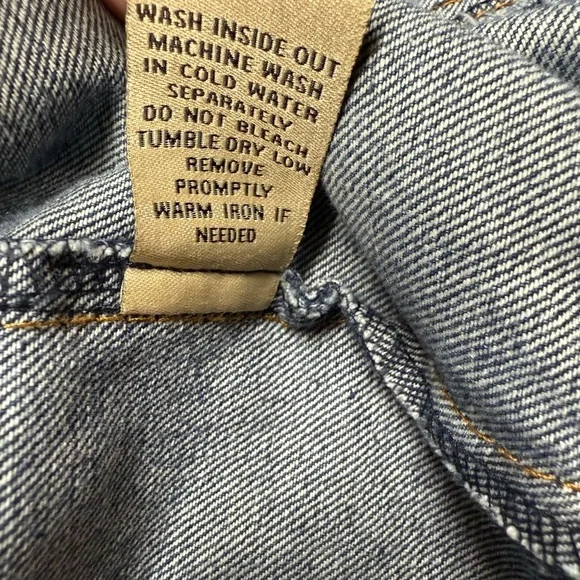 WASH INSIDE OUT
MACHINE WASH
IN COLD WATER
SEPARATELY
DO NOT BLEACH
TUMBLE DRY LOW
REMOVE
PROMPTLY
WARM IRON IF
NEEDED